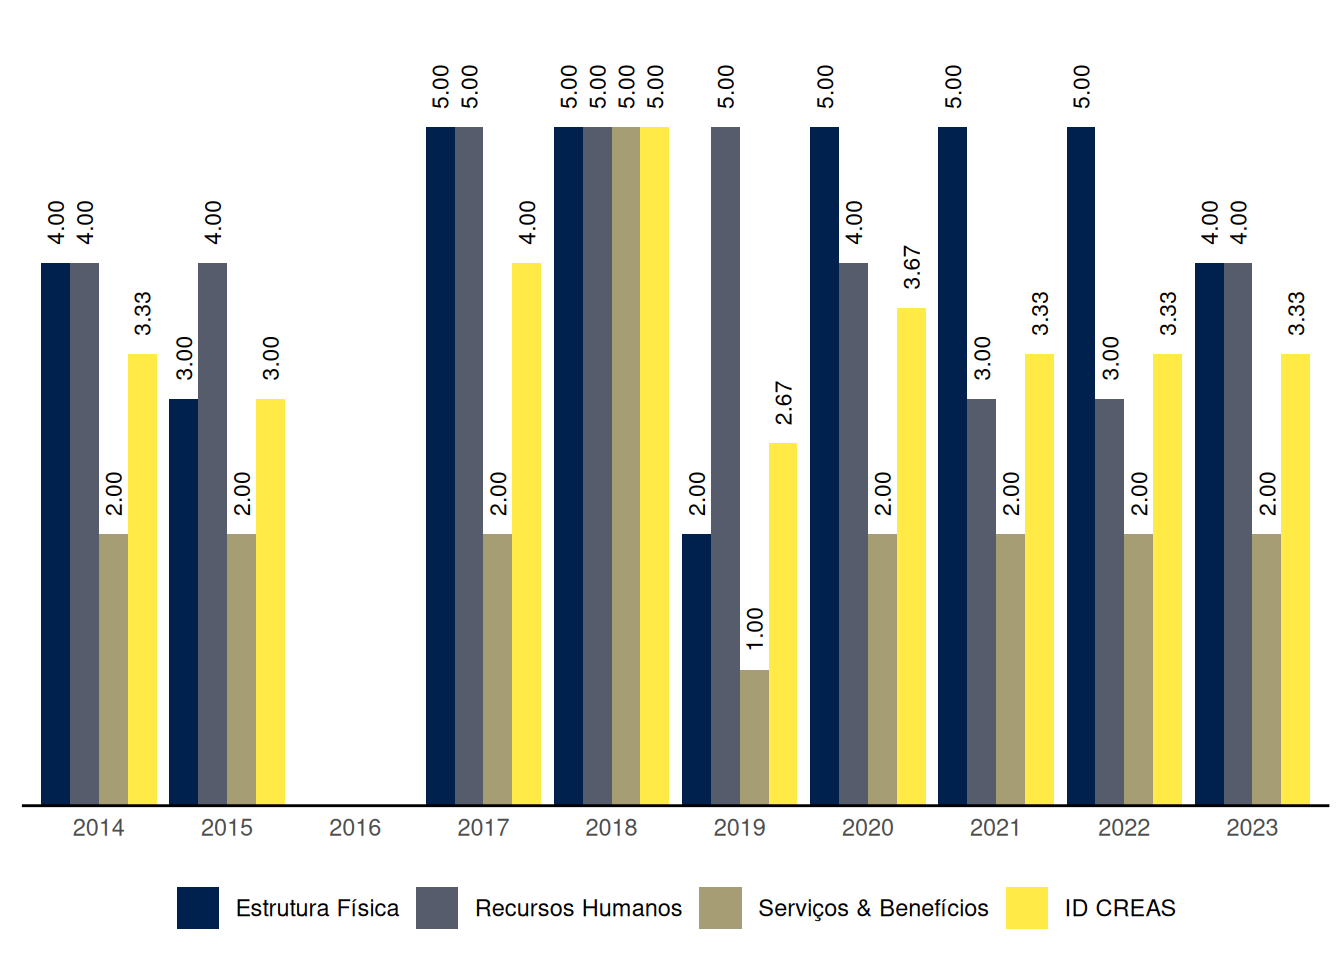 5.00 5.00 5.00 5.00 5.00 5.00 5.00 5.00 5.00 5.00
4.00 4.00 4.00 4.00 4.00 4.00 4.00
3.67
3.33 3.33 3.33 3.33
3.00 3.00 3.00 3.00
2.67
2.00 2.00 2.00 2.00 2.00 2.00 2.00 2.00
1.00
2014 2015 2016 2017 2018 2019 2020 2021 2022 2023
Estrutura Física Recursos Humanos Serviços & Benefícios ID CREAS